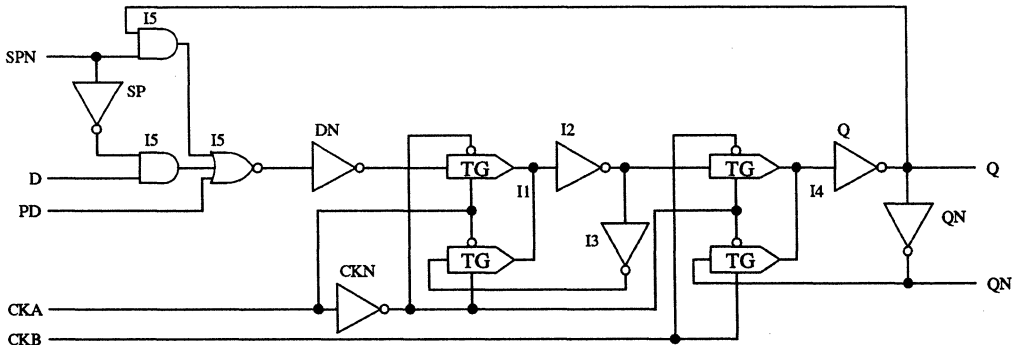 I5
SPN
SP
I5 I5 DN I2 Q
TG TG
D I1 I4 Q
PD
I3 QN
TG TG
CKN
QN
CKA
CKB